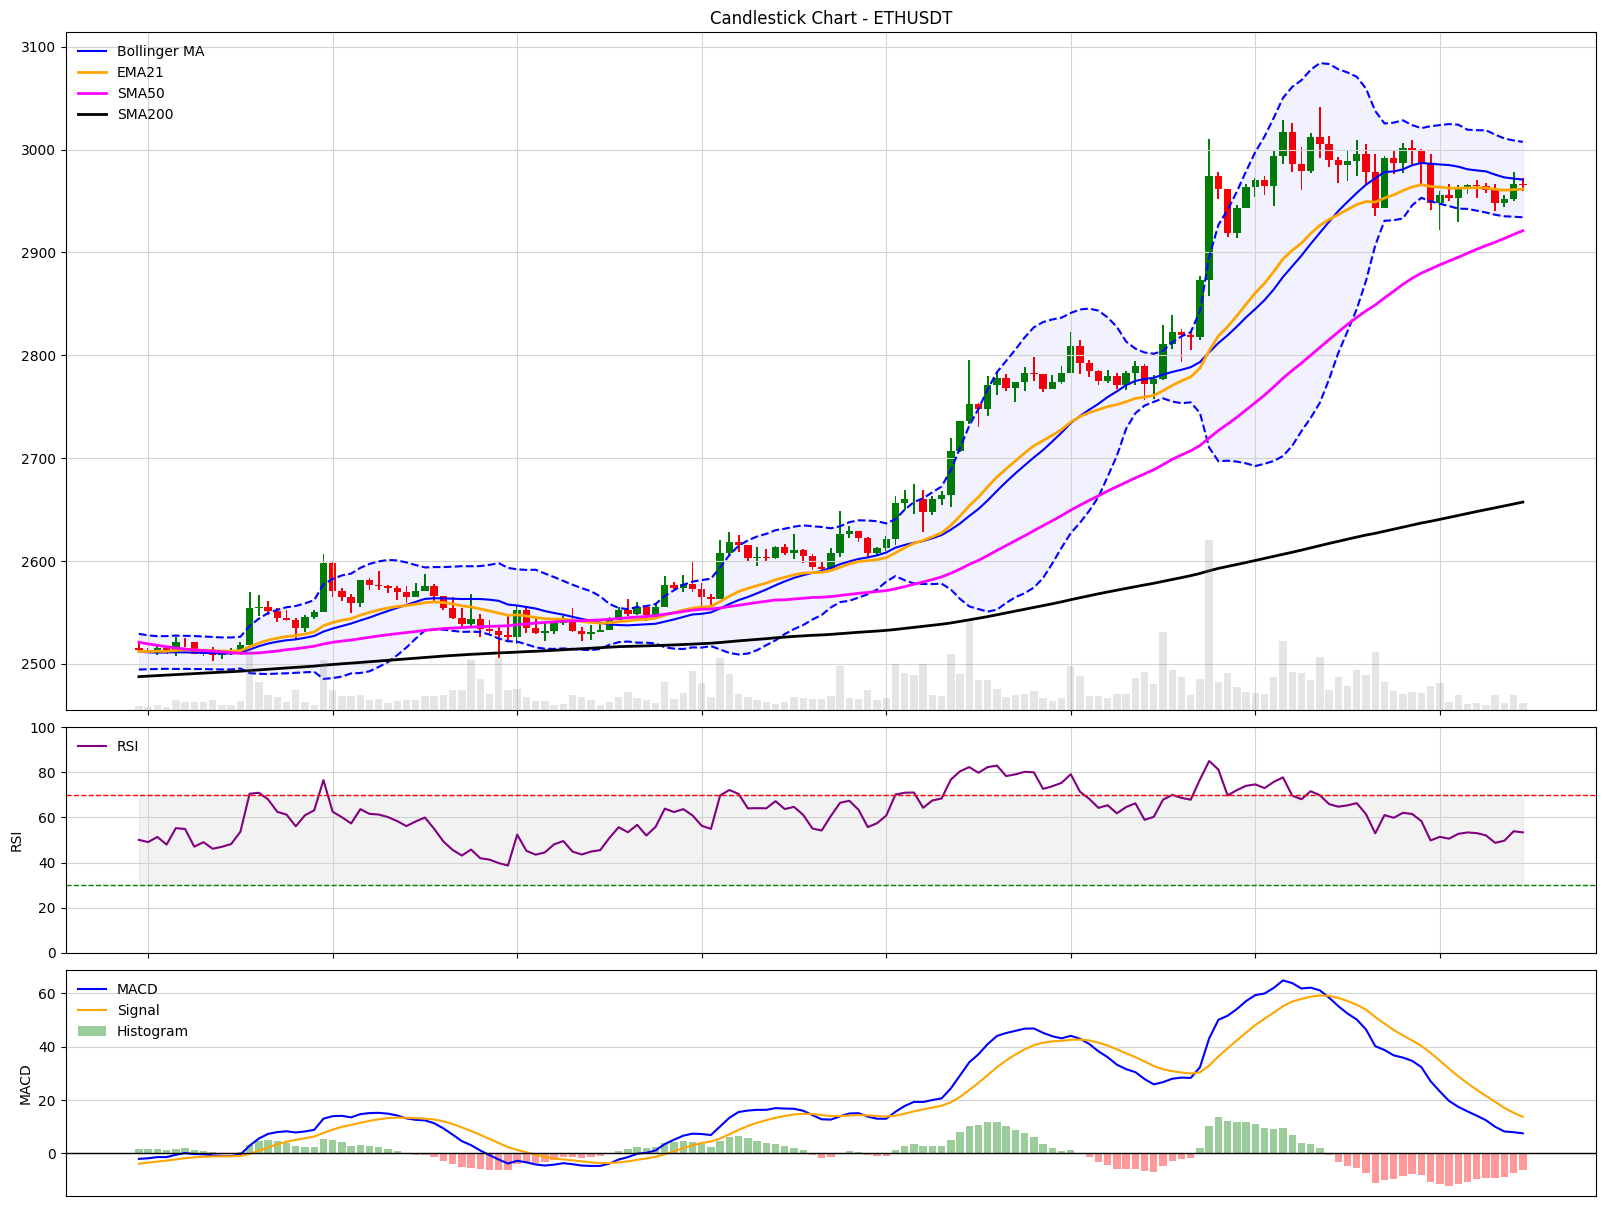 Candlestick Chart - ETHUSDT
Bollinger MA
EMA21
SMA50
SMA200
3100
3000
2900
2800
2700
2600
2500
RSI
100
80
60
40
20
0
RSI
MACD
Signal
Histogram
60
40
20
0
MACD